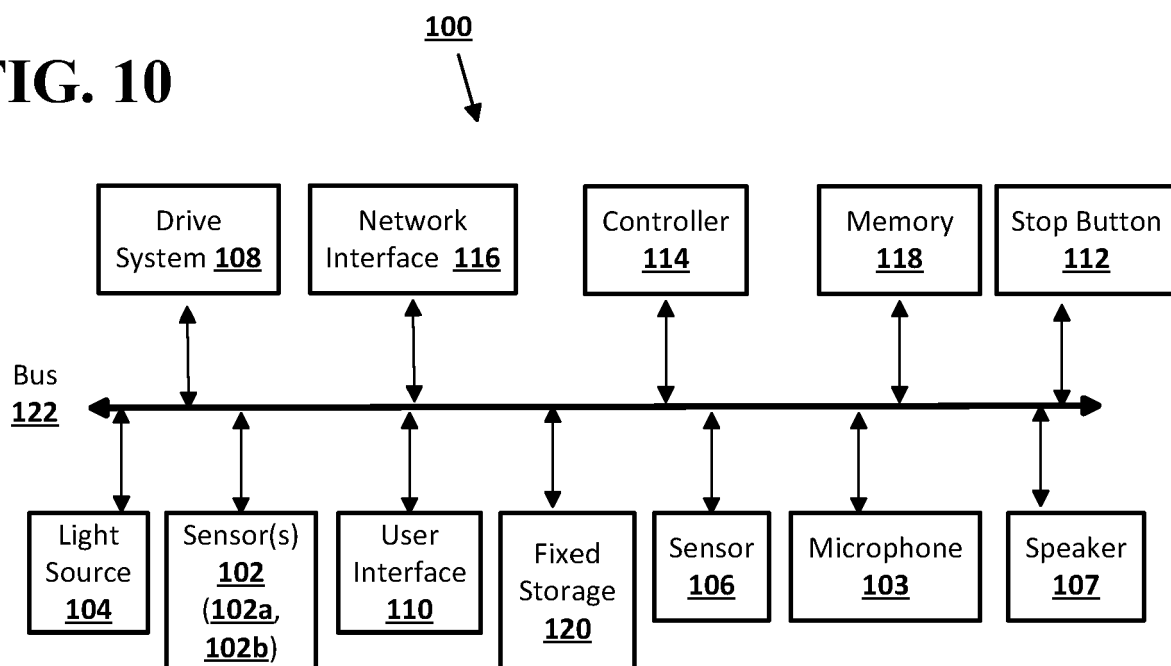 100
FIG. 10
Drive
System 108
Network
Interface 116
Controller
114
Memory
118
Stop Button
112
Bus
122
Light
Source
104
Sensor(s)
102
(102a,
102b)
User
Interface
110
Fixed
Storage
120
Sensor
106
Microphone
103
Speaker
107